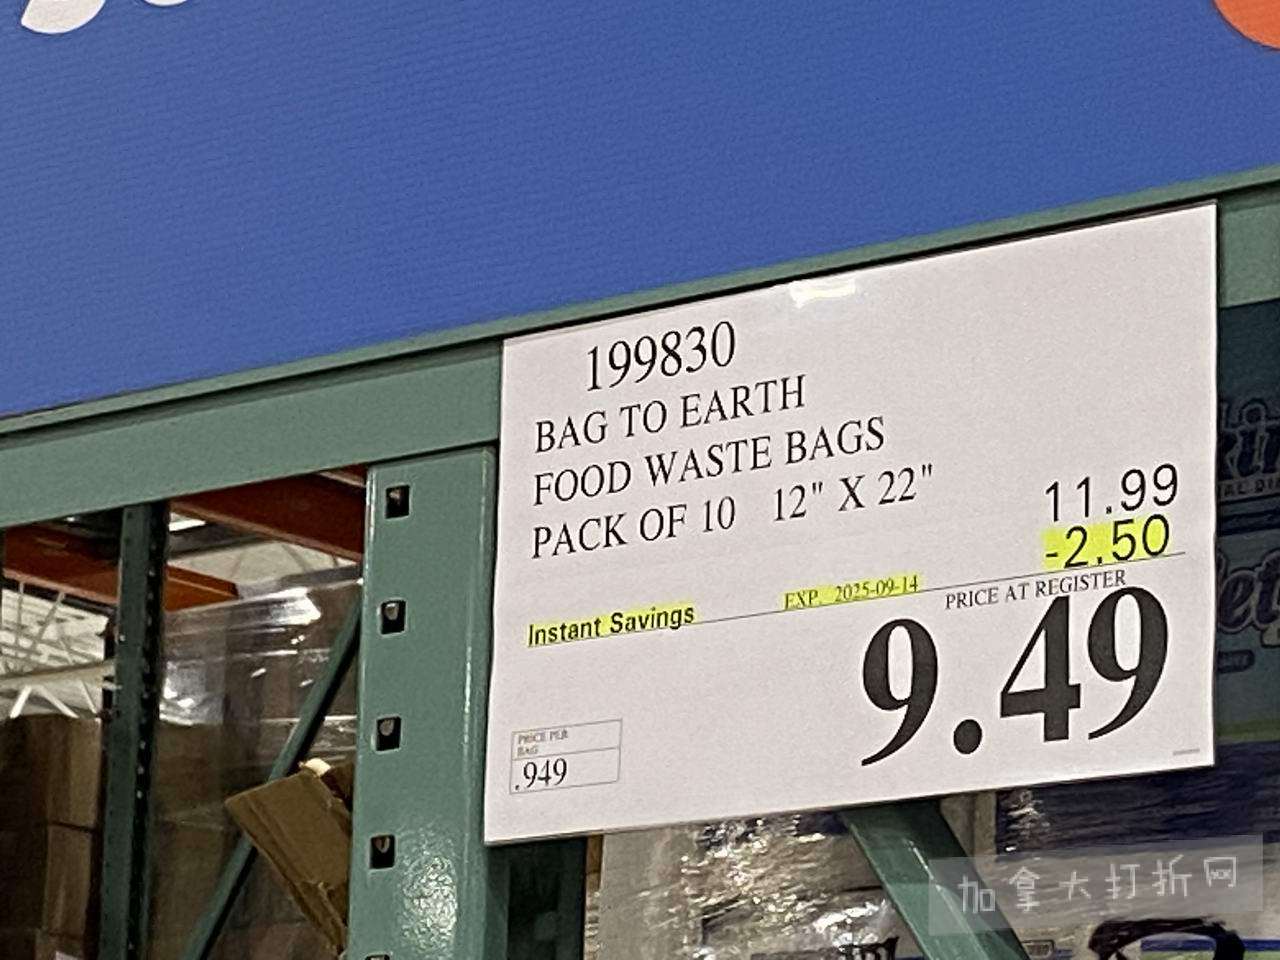 199830
BAG TO EARTH
FOOD WASTE BAGS
PACK OF 10 12" X 22"
11.99
-2.50
Instant Savings EXP. 2025-09-14 PRICE AT REGISTER
9.49
PRICE PER
BAG
.949
加拿大打折网